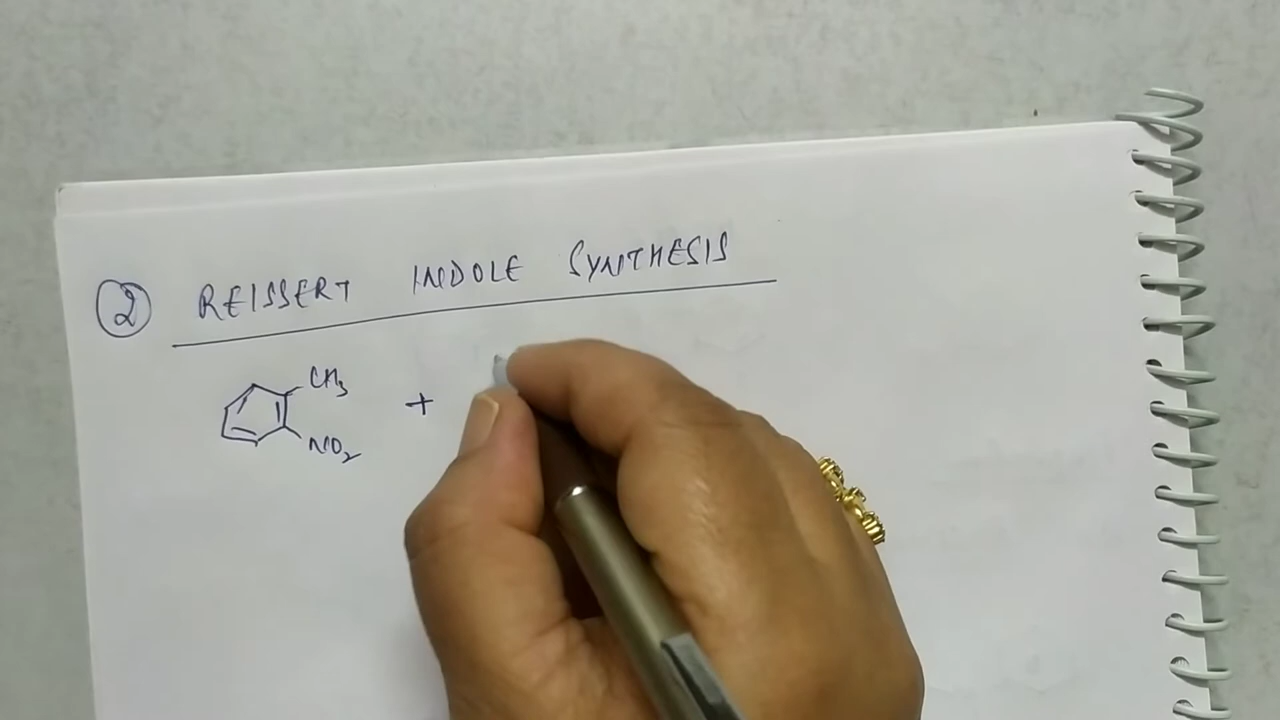 ② REISSERT INDOLE SYNTHESIS
CH₃
+
NO₂